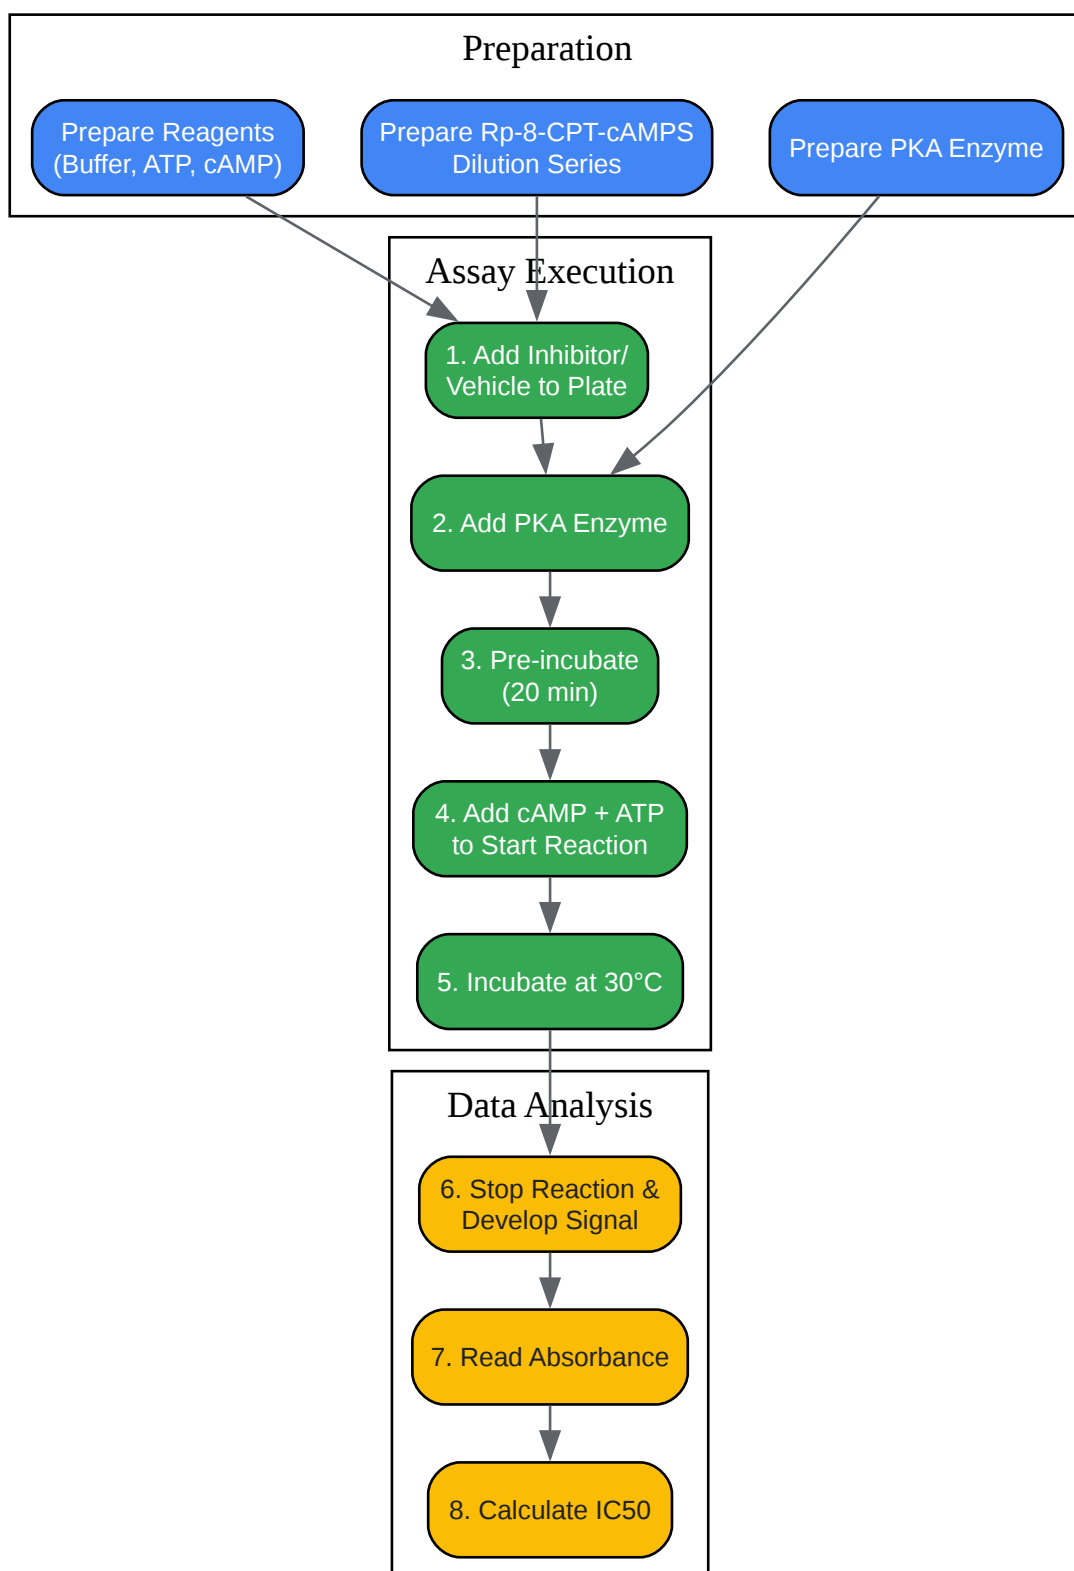 Preparation
Prepare Reagents
(Buffer, ATP, cAMP)
Prepare Rp-8-CPT-cAMPS
Dilution Series
Prepare PKA Enzyme
Assay Execution
1. Add Inhibitor/
Vehicle to Plate
2. Add PKA Enzyme
3. Pre-incubate
(20 min)
4. Add cAMP + ATP
to Start Reaction
5. Incubate at 30°C
Data Analysis
6. Stop Reaction &
Develop Signal
7. Read Absorbance
8. Calculate IC50